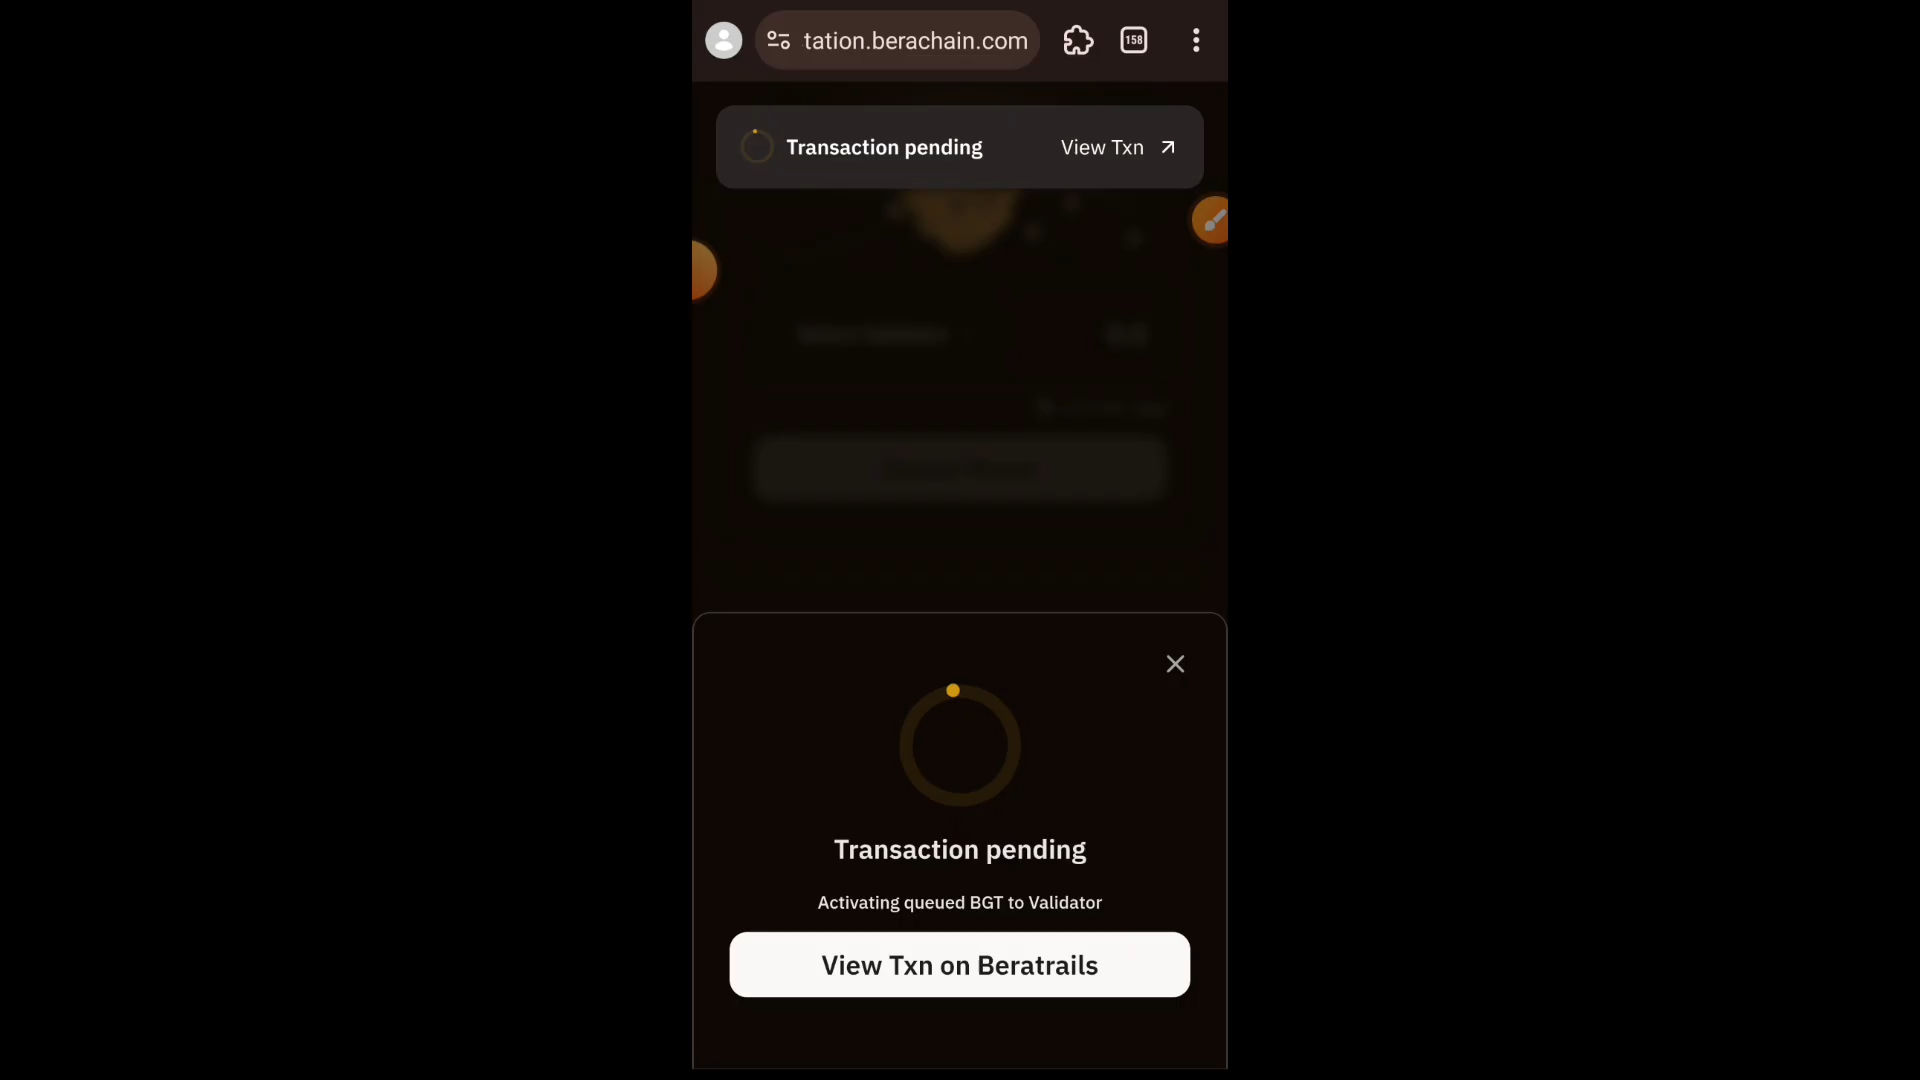 tation.berachain.com
158
Transaction pending View Txn
Transaction pending
Activating queued BGT to Validator
View Txn on Beratrails